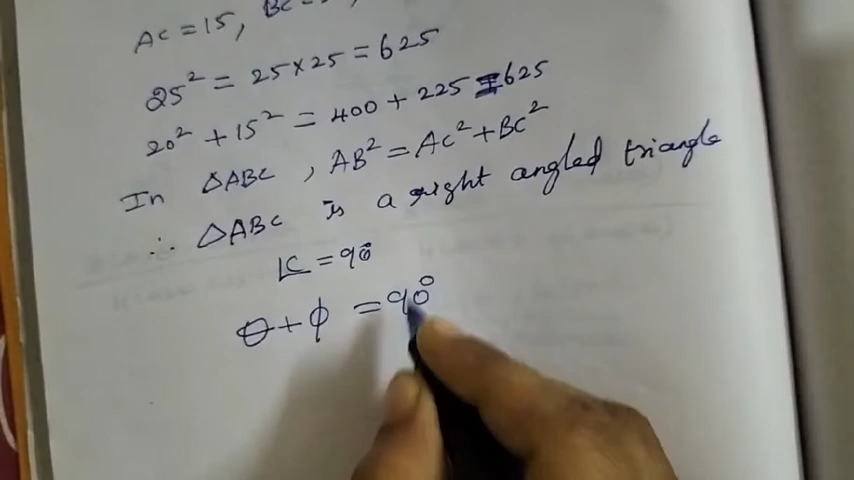 AC = 15, BC =
25² = 25 × 25 = 625
20² + 15² = 400 + 225 = 625
In △ABC, AB² = AC² + BC²
∴ △ABC is a right angled triangle
∠C = 90°
θ + ϕ = 90°